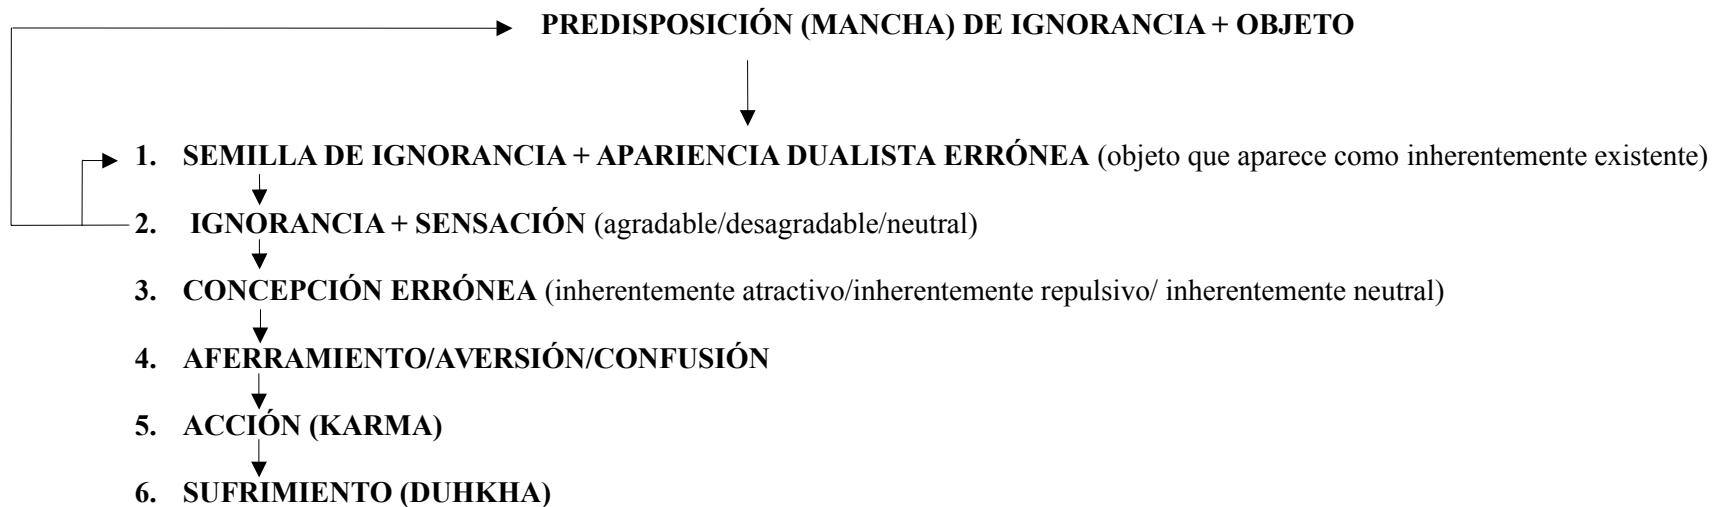 PREDISPOSICIÓN (MANCHA) DE IGNORANCIA + OBJETO
1. SEMILLA DE IGNORANCIA + APARIENCIA DUALISTA ERRÓNEA (objeto que aparece como inherentemente existente)
2. IGNORANCIA + SENSACIÓN (agradable/desagradable/neutral)
3. CONCEPCIÓN ERRÓNEA (inherentemente atractivo/inherentemente repulsivo/ inherentemente neutral)
4. AFERRAMIENTO/AVERSIÓN/CONFUSIÓN
5. ACCIÓN (KARMA)
6. SUFRIMIENTO (DUHKHA)